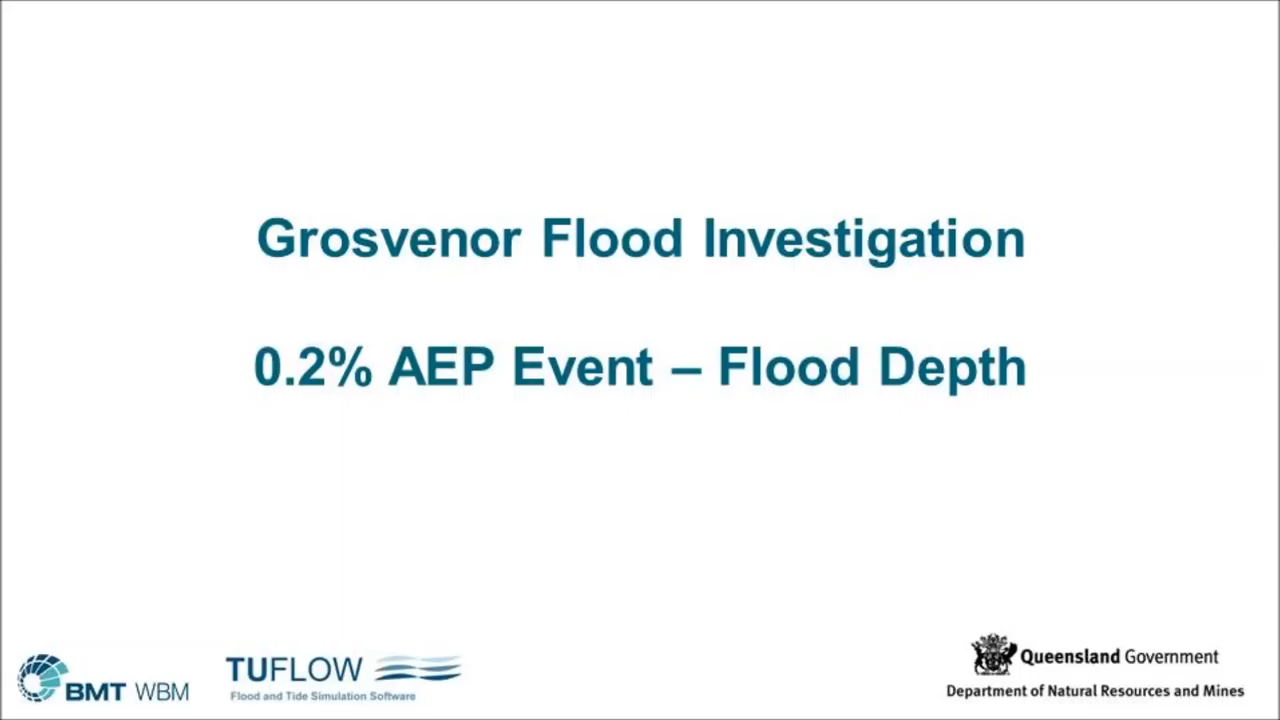 Grosvenor Flood Investigation
0.2% AEP Event – Flood Depth
BMT WBM
TUFLOW
Flood and Tide Simulation Software
Queensland Government
Department of Natural Resources and Mines